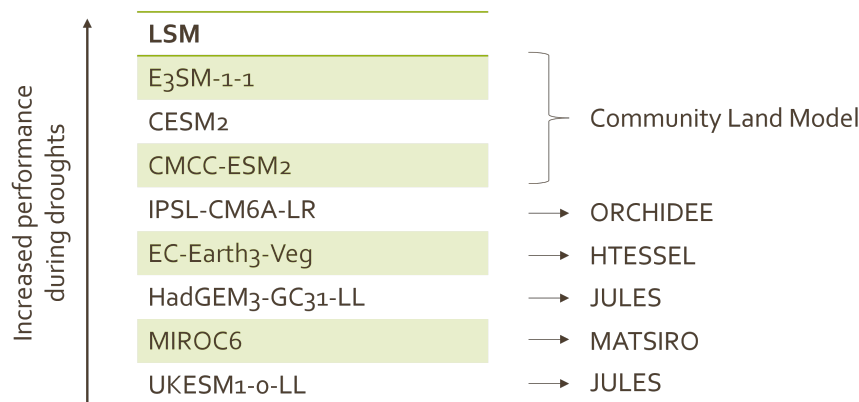 Increased performance
during droughts
LSM
E3SM-1-1
CESM2
CMCC-ESM2
Community Land Model
IPSL-CM6A-LR
ORCHIDEE
EC-Earth3-Veg
HTESSEL
HadGEM3-GC31-LL
JULES
MIROC6
MATSIRO
UKESM1-0-LL
JULES